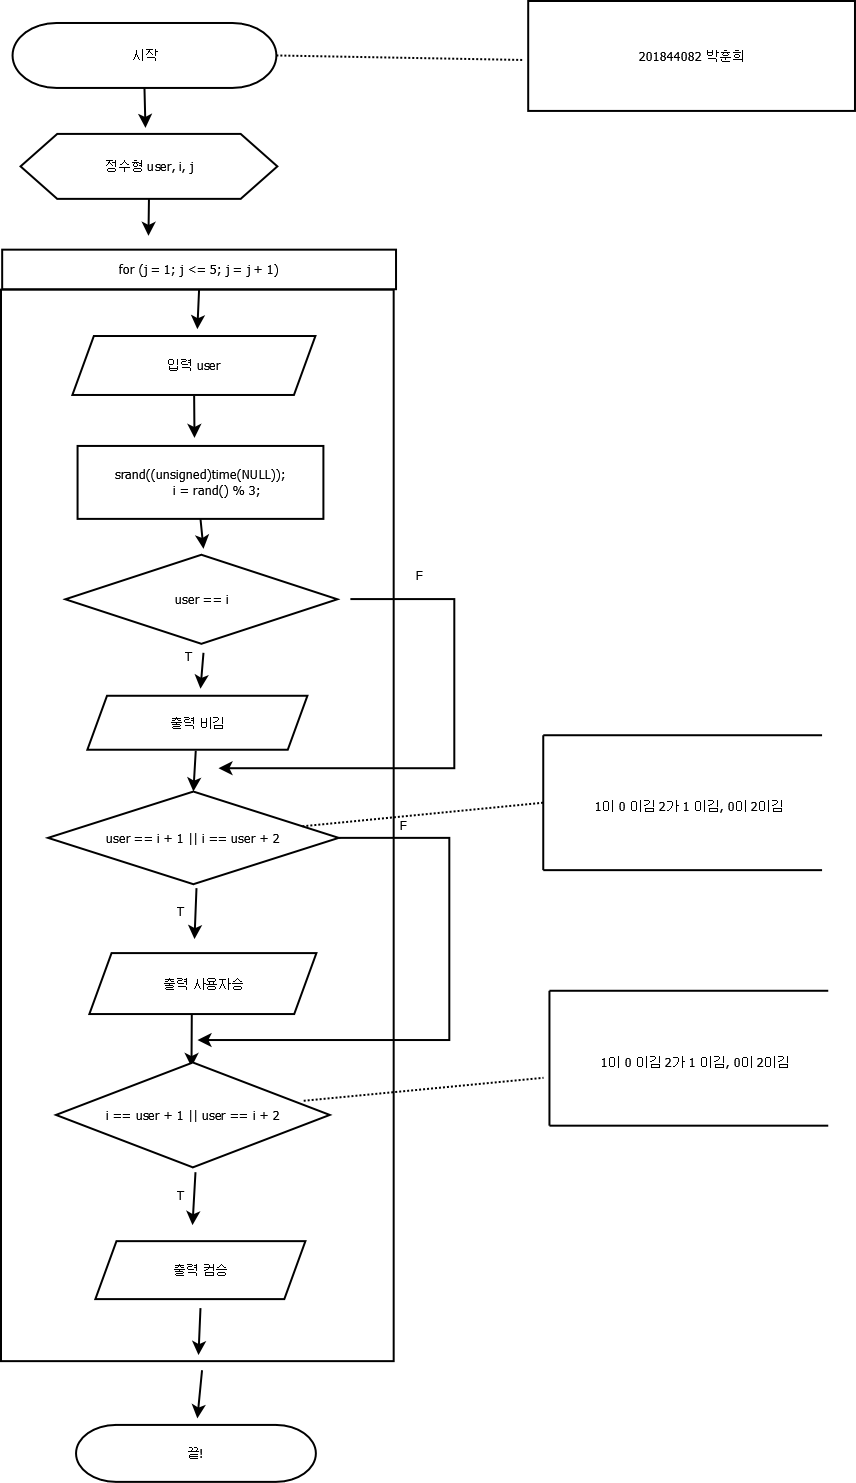 시작
201844082 박훈희
정수형 user, i, j
for (j = 1; j <= 5; j = j + 1)
입력 user
srand((unsigned)time(NULL));
i = rand() % 3;
user == i
F
T
출력 비김
user == i + 1 || i == user + 2
1이 0 이김 2가 1 이김, 0이 2이김
F
T
출력 사용자승
i == user + 1 || user == i + 2
1이 0 이김 2가 1 이김, 0이 2이김
T
출력 컴승
끝!